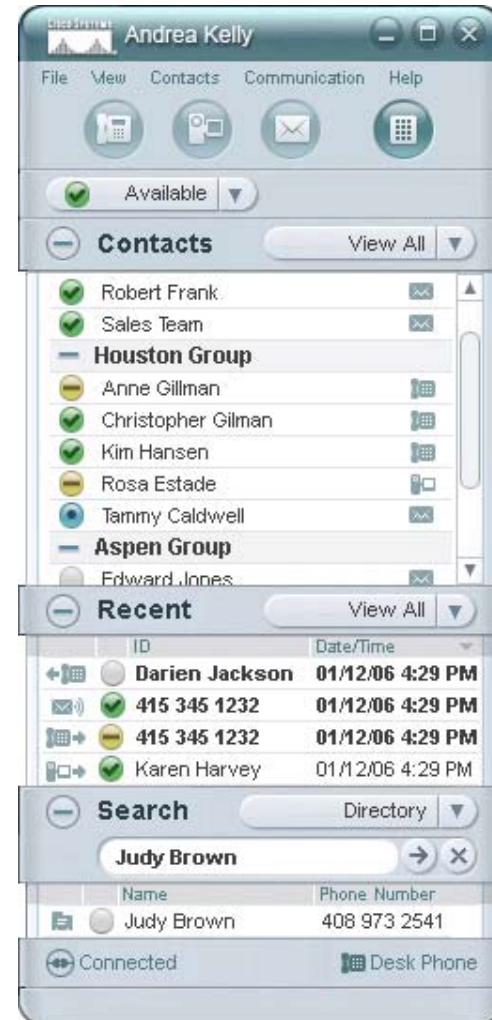 Cisco Systems
Andrea Kelly
File View Contacts Communication Help
Available
Contacts View All
Robert Frank
Sales Team
Houston Group
Anne Gillman
Christopher Gilman
Kim Hansen
Rosa Estade
Tammy Caldwell
Aspen Group
Edward Jones
Recent View All
ID Date/Time
Darien Jackson 01/12/06 4:29 PM
415 345 1232 01/12/06 4:29 PM
415 345 1232 01/12/06 4:29 PM
Karen Harvey 01/12/06 4:29 PM
Search Directory
Judy Brown
Name Phone Number
Judy Brown 408 973 2541
Connected Desk Phone